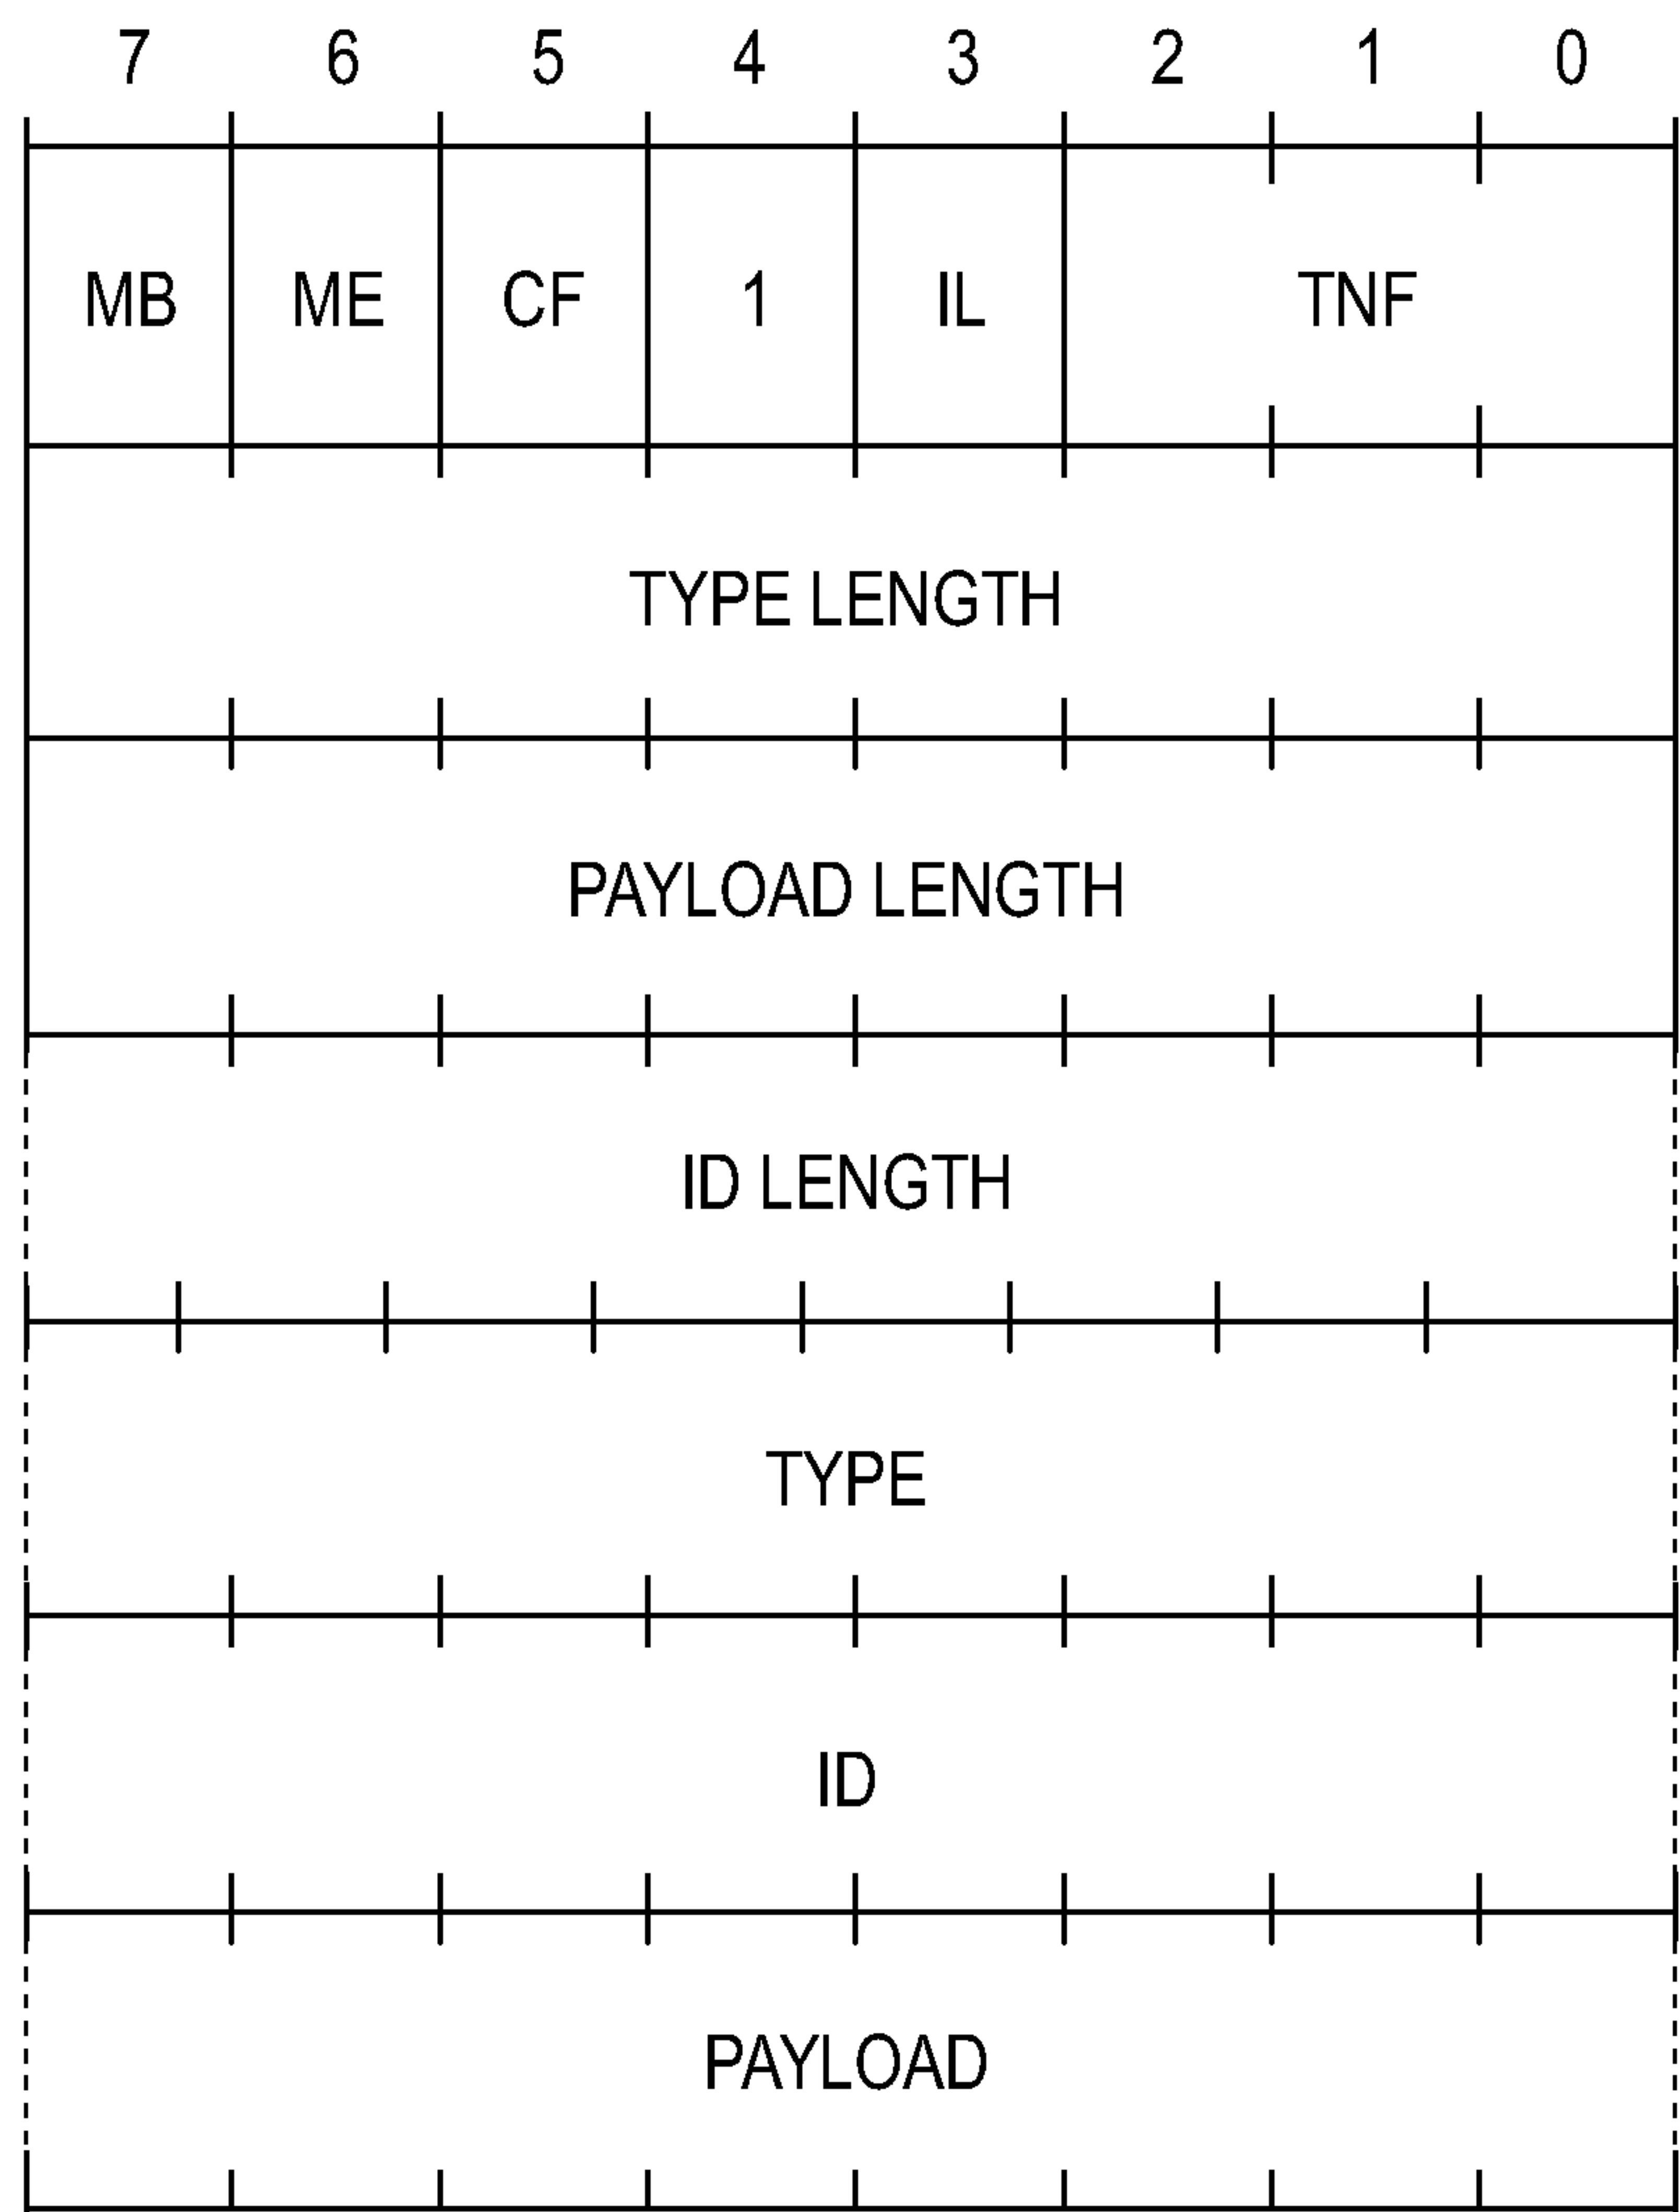 7 6 5 4 3 2 1 0
MB ME CF 1 IL TNF
TYPE LENGTH
PAYLOAD LENGTH
ID LENGTH
TYPE
ID
PAYLOAD